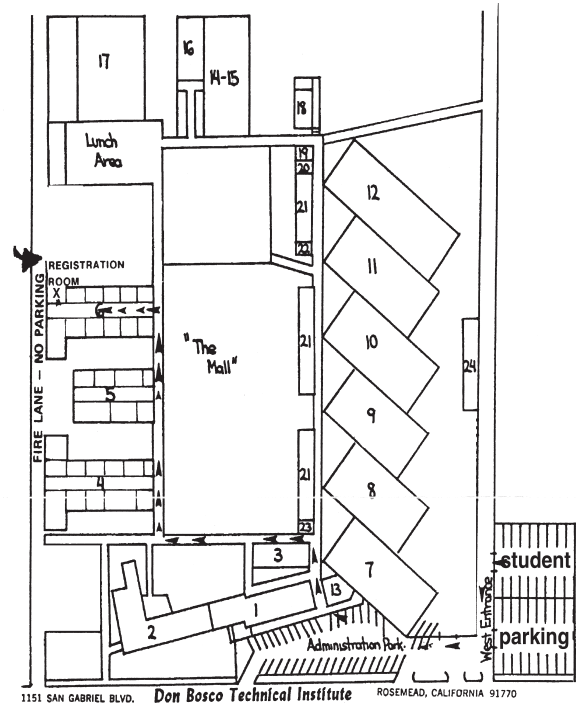 17
16
14-15
18
Lunch
Area
19
20
21
22
12
11
REGISTRATION
ROOM
X
6
FIRE LANE – NO PARKING
"The
Mall"
21
10
24
5
9
21
4
8
23
3
7
13
1
2
student
parking
West Entrance
Administration Park.
1151 SAN GABRIEL BLVD.
Don Bosco Technical Institute
ROSEMEAD, CALIFORNIA 91770